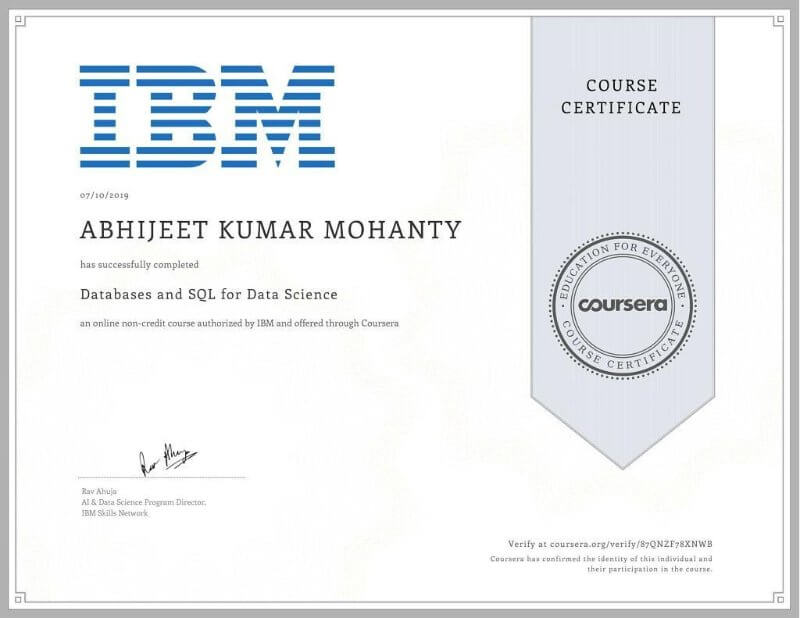 IBM
COURSE
CERTIFICATE
07/10/2019
ABHIJEET KUMAR MOHANTY
has successfully completed
Databases and SQL for Data Science
an online non-credit course authorized by IBM and offered through Coursera
EDUCATION FOR EVERYONE
coursera
COURSE CERTIFICATE
Rav Ahuja
AI & Data Science Program Director,
IBM Skills Network
Verify at coursera.org/verify/87QNZF78XNWB
Coursera has confirmed the identity of this individual and
their participation in the course.